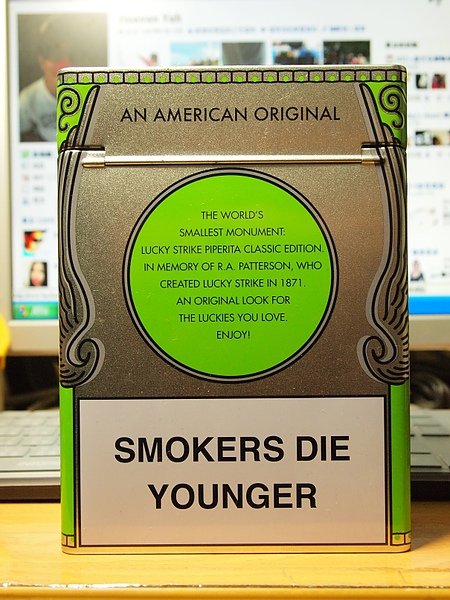 AN AMERICAN ORIGINAL
THE WORLD'S
SMALLEST MONUMENT:
LUCKY STRIKE PIPERITA CLASSIC EDITION.
IN MEMORY OF R.A. PATTERSON, WHO
CREATED LUCKY STRIKE IN 1871.
AN ORIGINAL LOOK FOR
THE LUCKIES YOU LOVE.
ENJOY!
SMOKERS DIE
YOUNGER